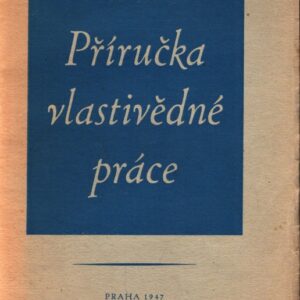 Příručka
vlastivědné
práce
PRAHA 1947